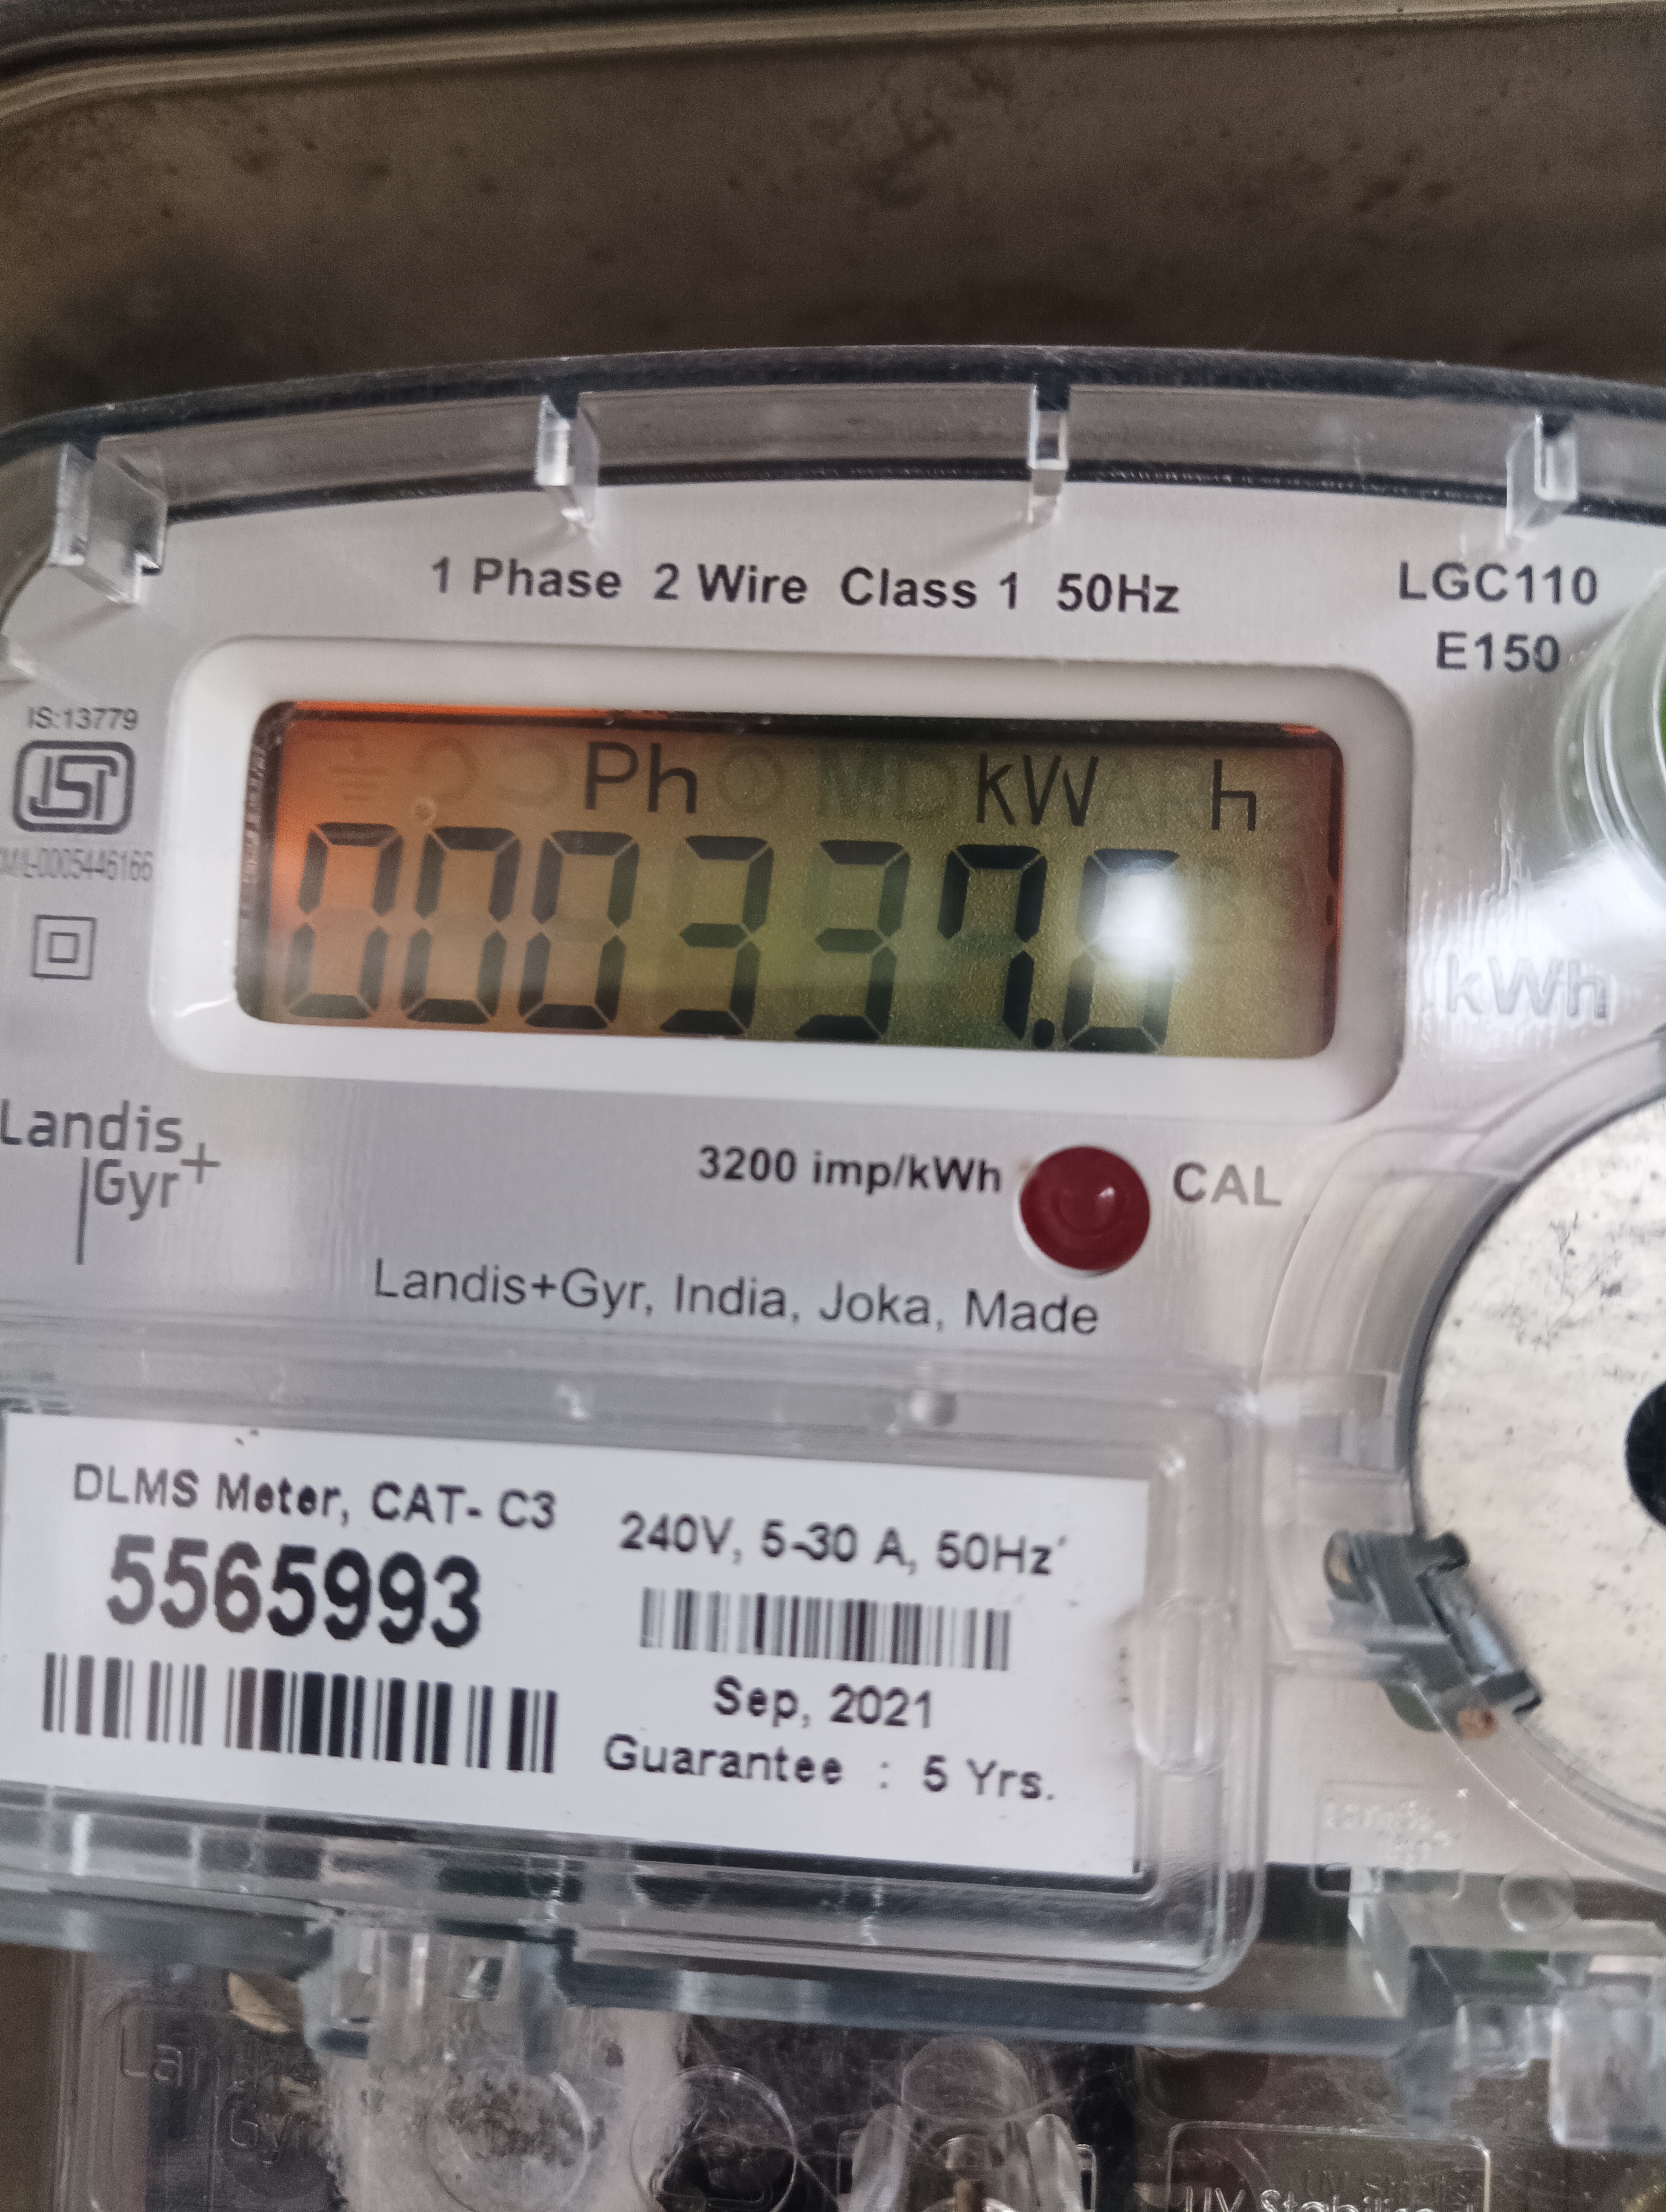 1 Phase 2 Wire Class 1 50Hz
LGC110
E150
IS:13779
ISI
Ph kW h
000337.
kWh
Landis+
Gyr
3200 imp/kWh
CAL
Landis+Gyr, India, Joka, Made
DLMS Meter, CAT- C3
5565993
240V, 5-30 A, 50Hz
Sep, 2021
Guarantee : 5 Yrs.